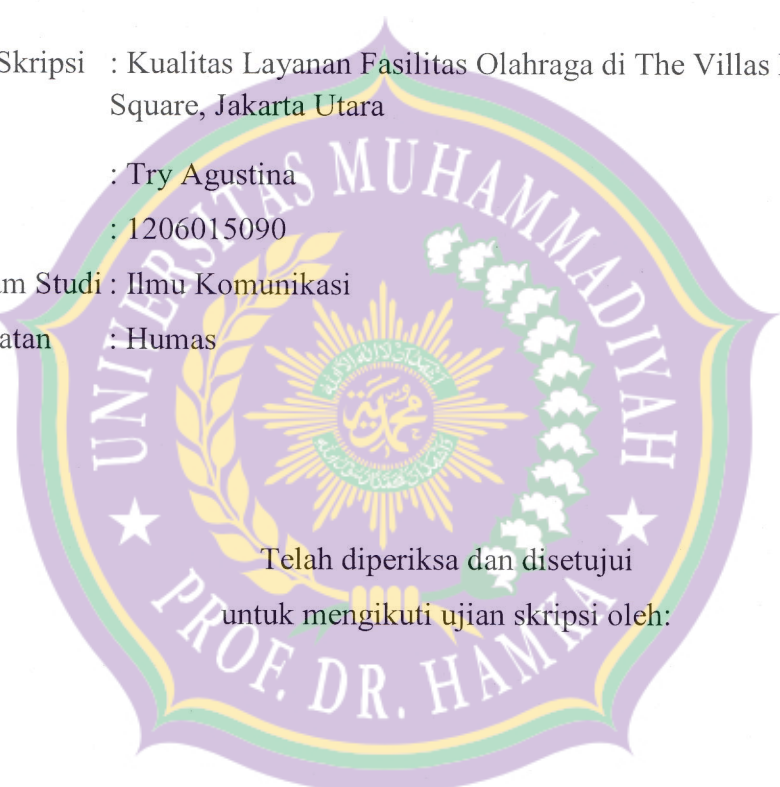 Skripsi : Kualitas Layanan Fasilitas Olahraga di The Villas
Square, Jakarta Utara
: Try Agustina
: 1206015090
m Studi : Ilmu Komunikasi
atan : Humas
UNIVERSITAS MUHAMMADIYAH
محمدية
Telah diperiksa dan disetujui
untuk mengikuti ujian skripsi oleh:
PROF. DR. HAMKA